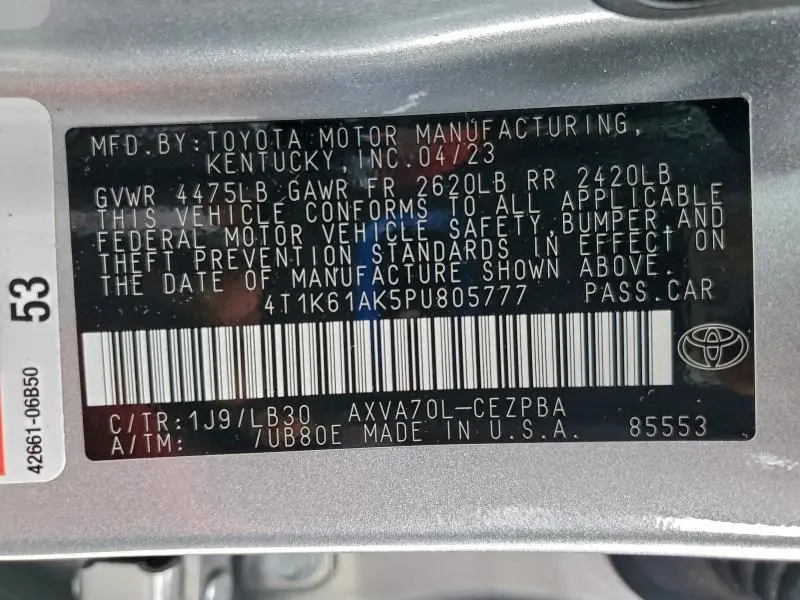 MFD. BY: TOYOTA MOTOR MANUFACTURING,
KENTUCKY, INC. 04/23
GVWR 4475LB GAWR FR 2620LB RR 2420LB
THIS VEHICLE CONFORMS TO ALL APPLICABLE
FEDERAL MOTOR VEHICLE SAFETY, BUMPER, AND
THEFT PREVENTION STANDARDS IN EFFECT ON
THE DATE OF MANUFACTURE SHOWN ABOVE.
4T1K61AK5PU805777 PASS.CAR
C/TR: 1J9/LB30 AXVA70L-CEZPBA
A/TM: /UB80E MADE IN U.S.A. 85553
53
42661-06B50